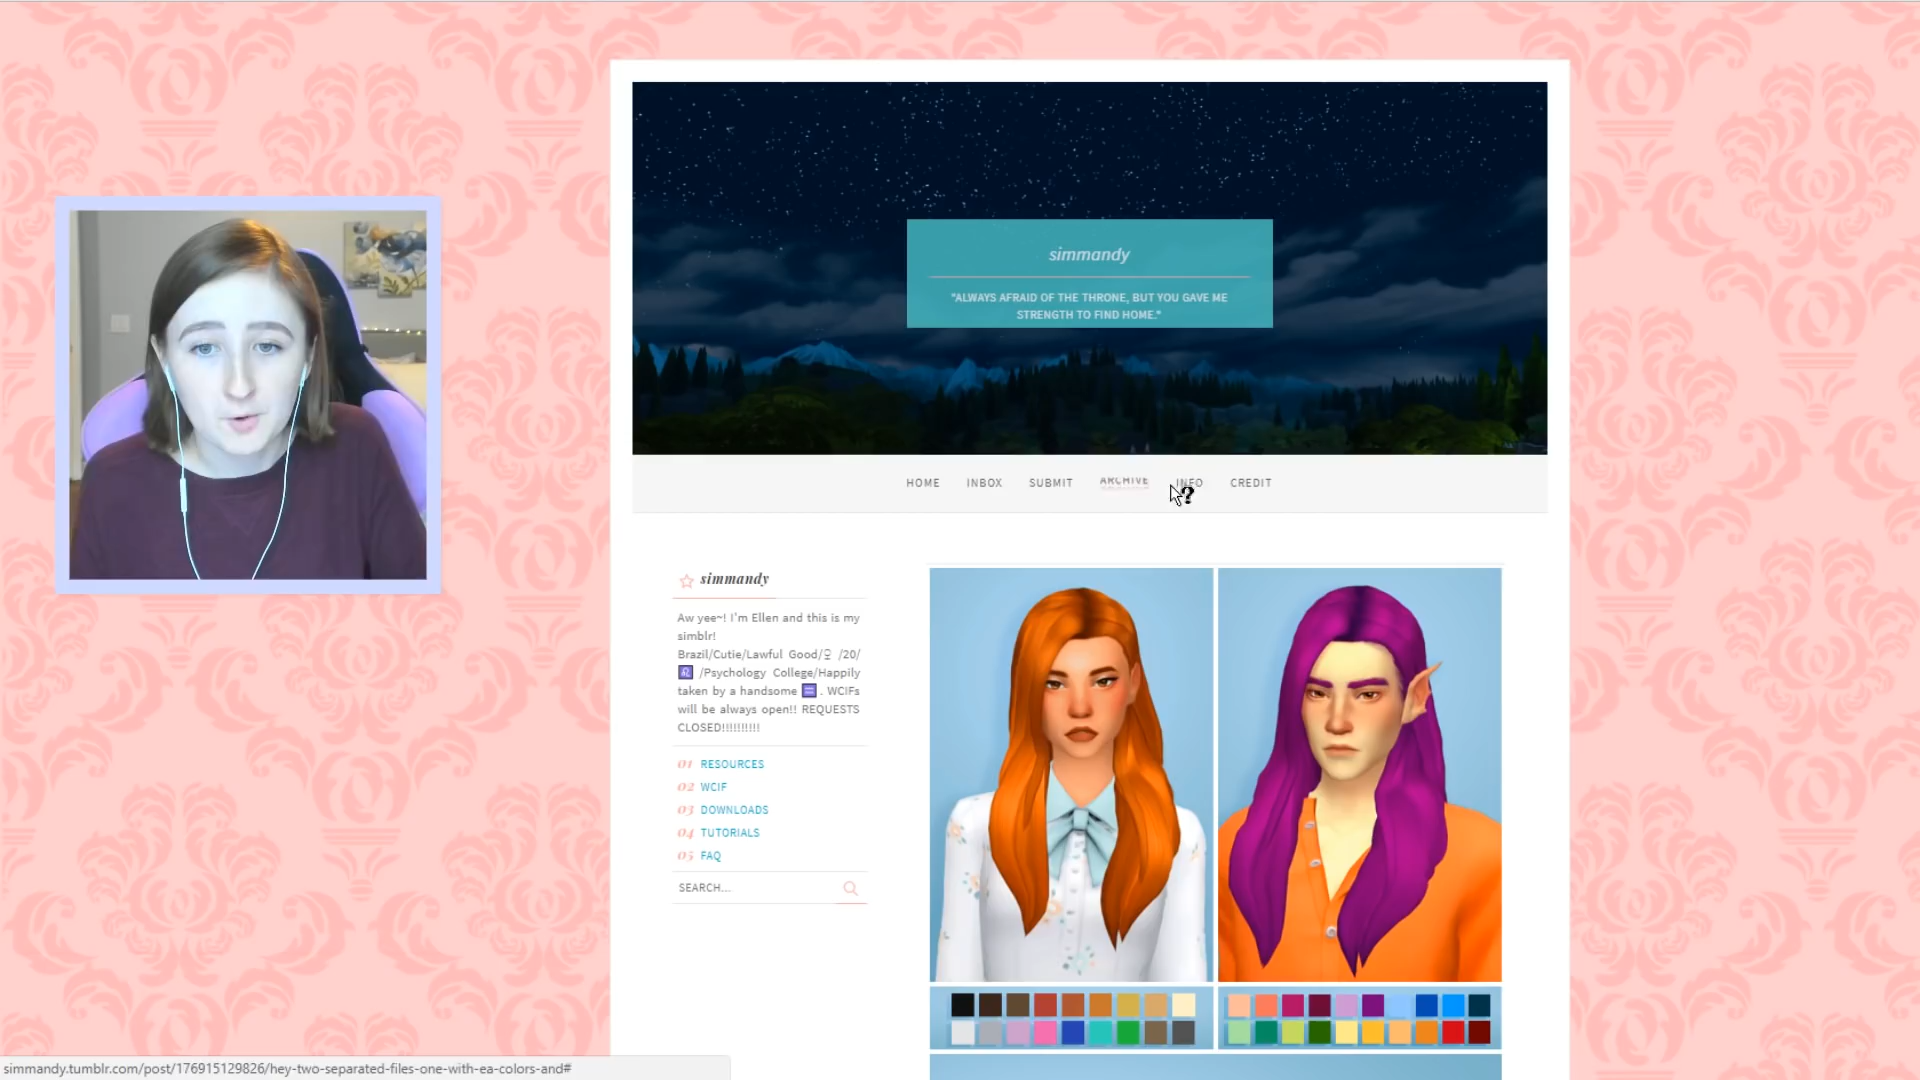 simmandy
"ALWAYS AFRAID OF THE THRONE, BUT YOU GAVE ME
STRENGTH TO FIND HOME."
HOME INBOX SUBMIT ARCHIVE INFO CREDIT
simmandy
Aw yee~! I'm Ellen and this is my
simblr!
Brazil/Cutie/Lawful Good/♀ /20/
♌ /Psychology College/Happily
taken by a handsome ♒ . WCIFs
will be always open!! REQUESTS
CLOSED!!!!!!!!!!
01 RESOURCES
02 WCIF
03 DOWNLOADS
04 TUTORIALS
05 FAQ
SEARCH...
simmandy.tumblr.com/post/176915129826/hey-two-separated-files-one-with-ea-colors-and#